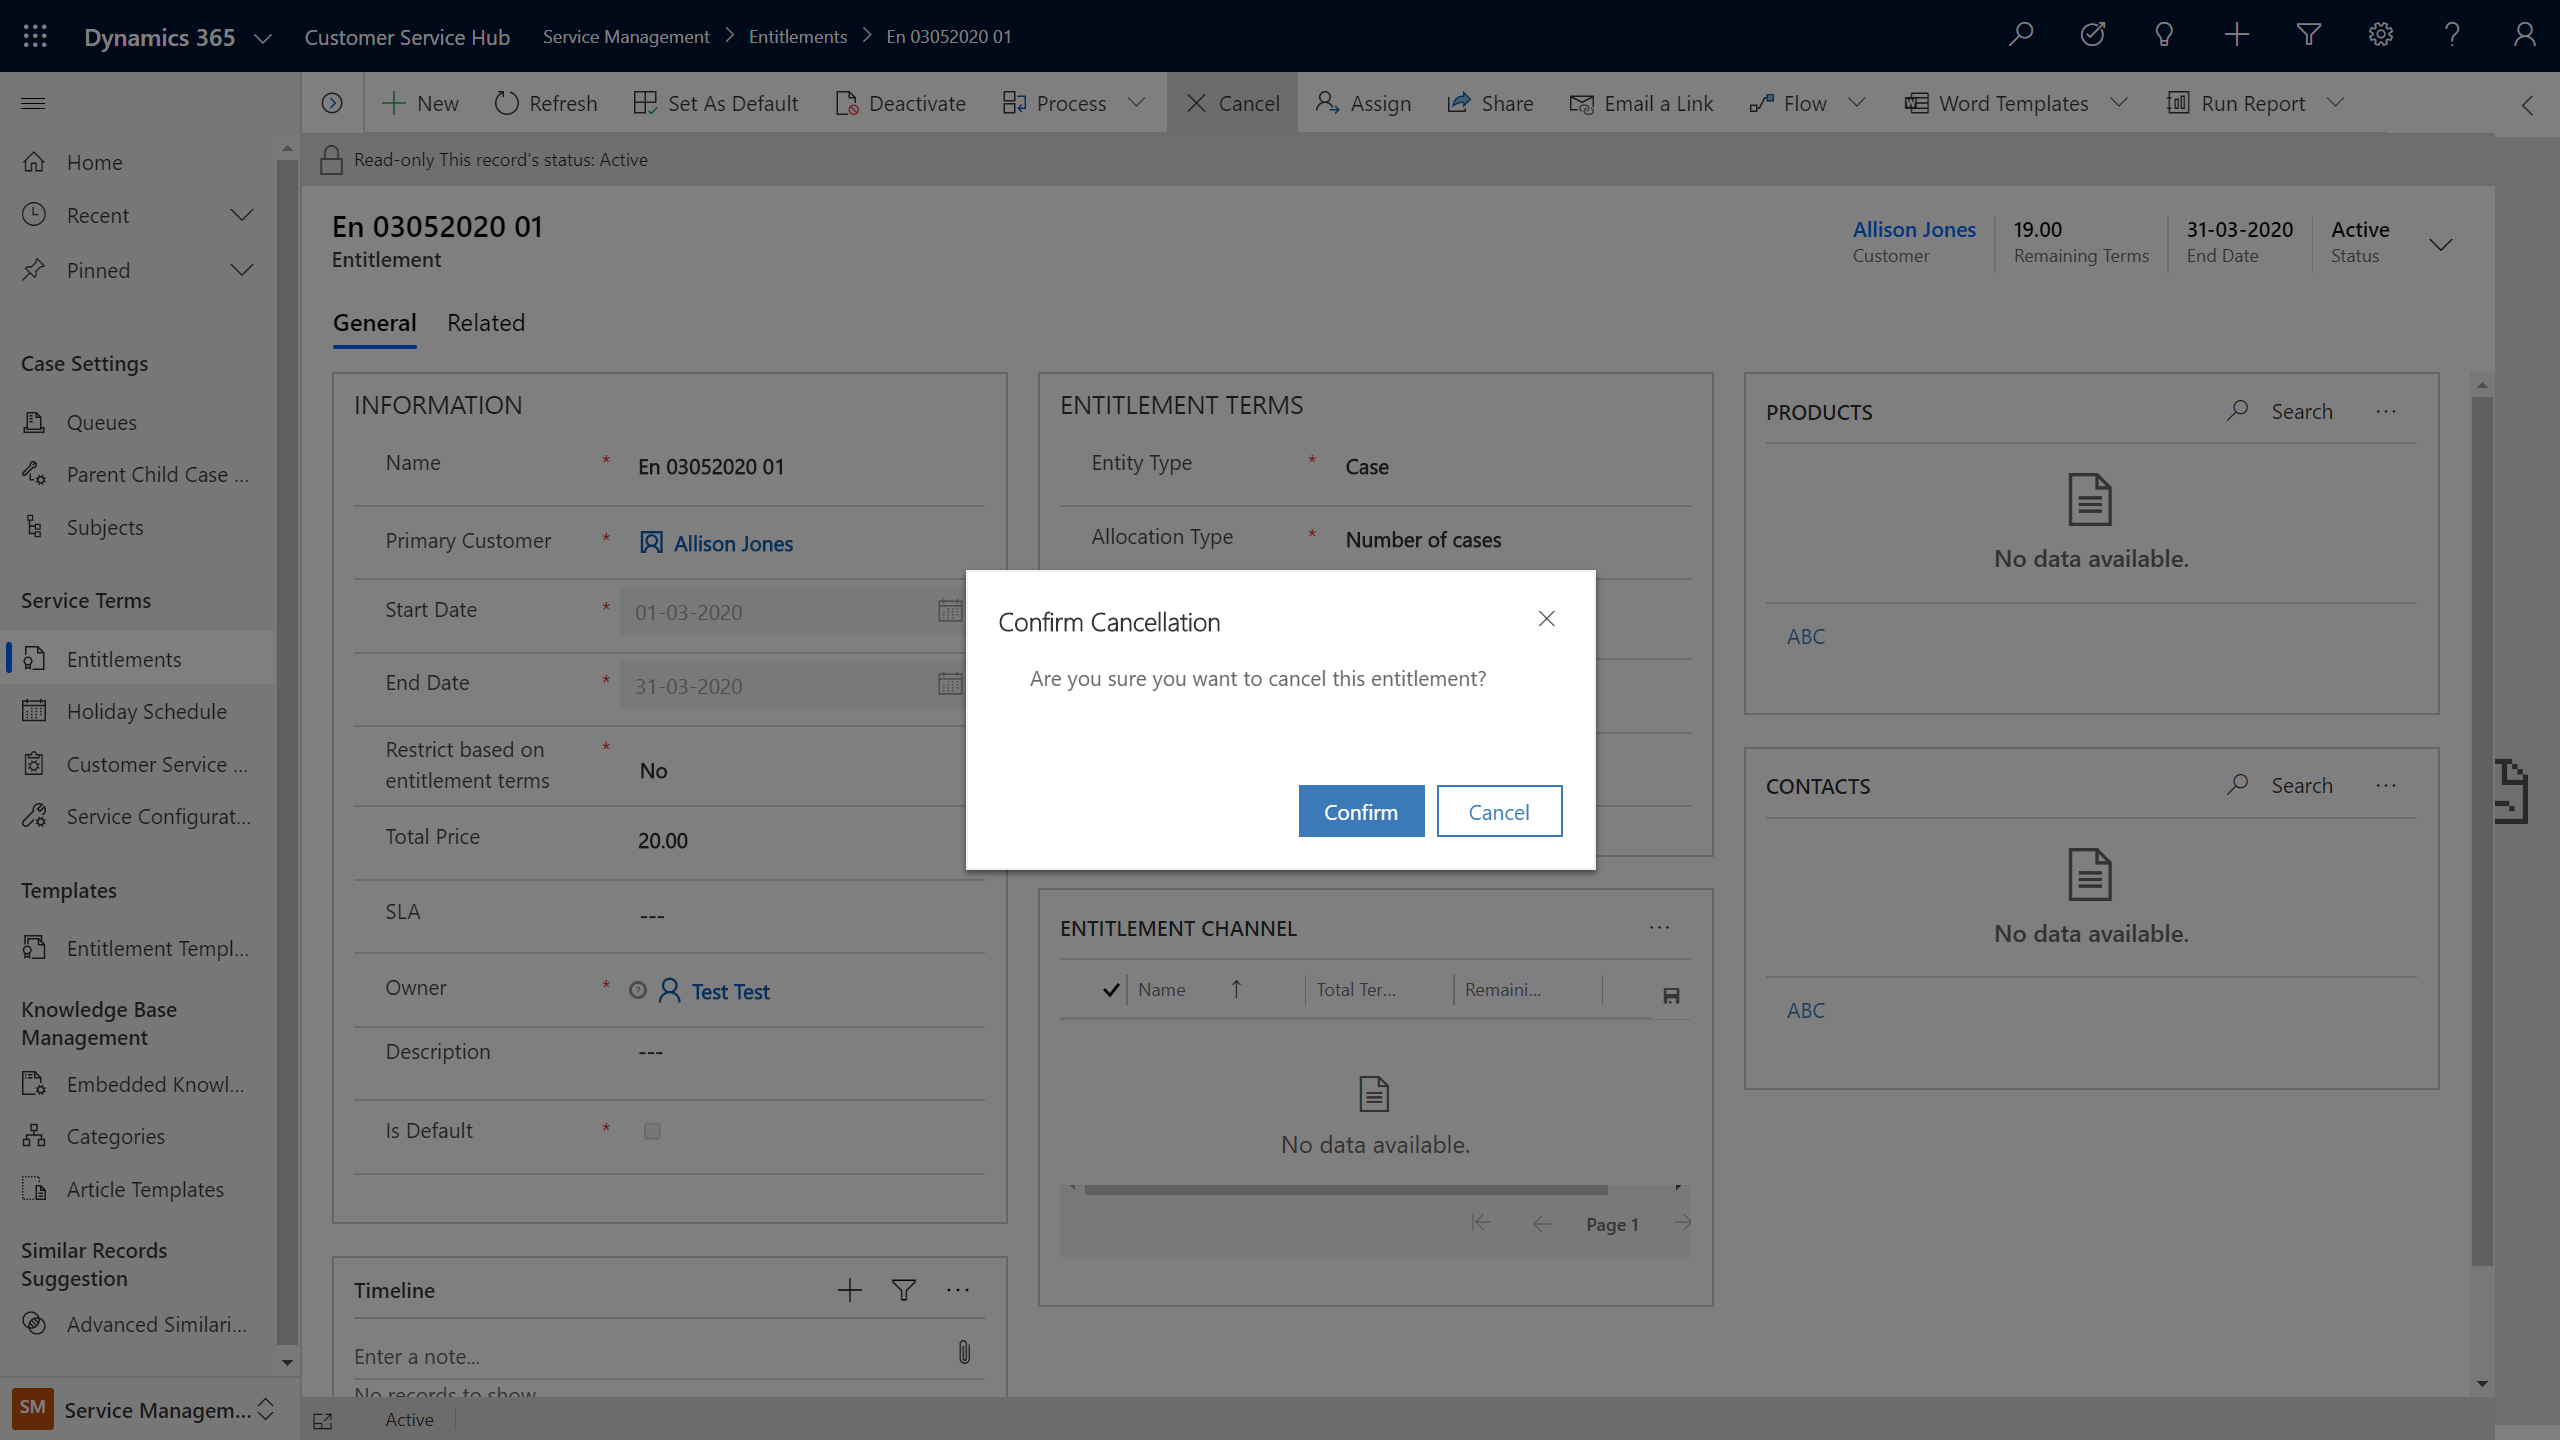 Dynamics 365
Customer Service Hub
Service Management > Entitlements > En 03052020 01
New
Refresh
Set As Default
Deactivate
Process
Cancel
Assign
Share
Email a Link
Flow
Word Templates
Run Report
Home
Recent
Pinned
Case Settings
Queues
Parent Child Case ...
Subjects
Service Terms
Entitlements
Holiday Schedule
Customer Service ...
Service Configurat...
Templates
Entitlement Templ...
Knowledge Base
Management
Embedded Knowl...
Categories
Article Templates
Similar Records
Suggestion
Advanced Similari...
SM
Service Managem...
Read-only This record's status: Active
En 03052020 01
Entitlement
Allison Jones
Customer
19.00
Remaining Terms
31-03-2020
End Date
Active
Status
General
Related
INFORMATION
Name * En 03052020 01
Primary Customer * Allison Jones
Start Date * 01-03-2020
End Date * 31-03-2020
Restrict based on
entitlement terms * No
Total Price 20.00
SLA ---
Owner * Test Test
Description ---
Is Default *
Timeline
Enter a note...
No records to show
ENTITLEMENT TERMS
Entity Type * Case
Allocation Type * Number of cases
Confirm Cancellation
Are you sure you want to cancel this entitlement?
Confirm
Cancel
ENTITLEMENT CHANNEL
Name
Total Ter...
Remaini...
No data available.
Page 1
PRODUCTS
Search
No data available.
ABC
CONTACTS
Search
No data available.
ABC
Active